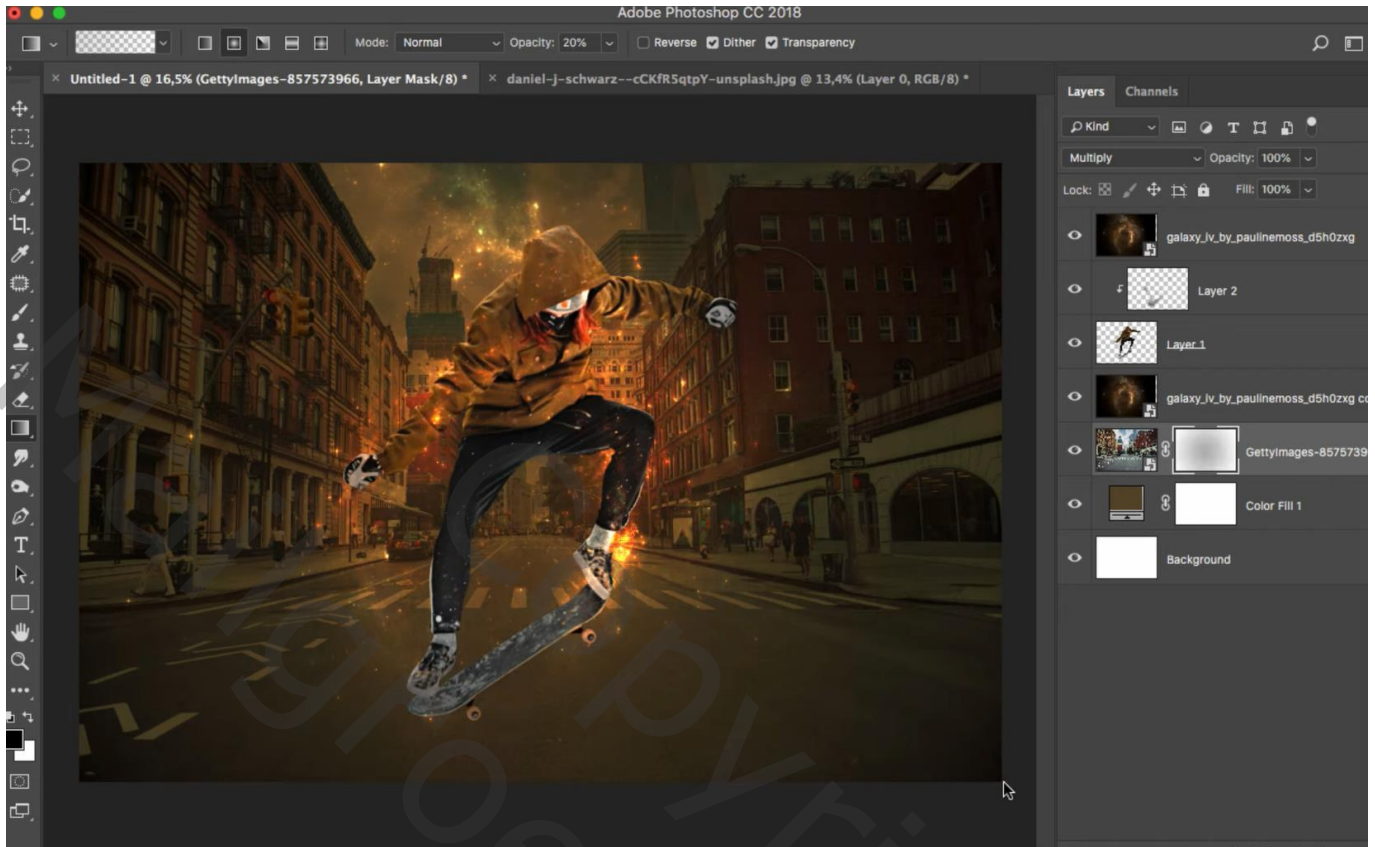 Adobe Photoshop CC 2018
Mode: Normal Opacity: 20% Reverse Dither Transparency
× Untitled-1 @ 16,5% (GettyImages-857573966, Layer Mask/8) * × daniel-j-schwarz--cCKfR5qtpY-unsplash.jpg @ 13,4% (Layer 0, RGB/8) *
Layers Channels
Kind
Multiply Opacity: 100%
Lock: Fill: 100%
galaxy_iv_by_paulinemoss_d5h0zxg
Layer 2
Layer 1
galaxy_iv_by_paulinemoss_d5h0zxg co
GettyImages-8575739
Color Fill 1
Background